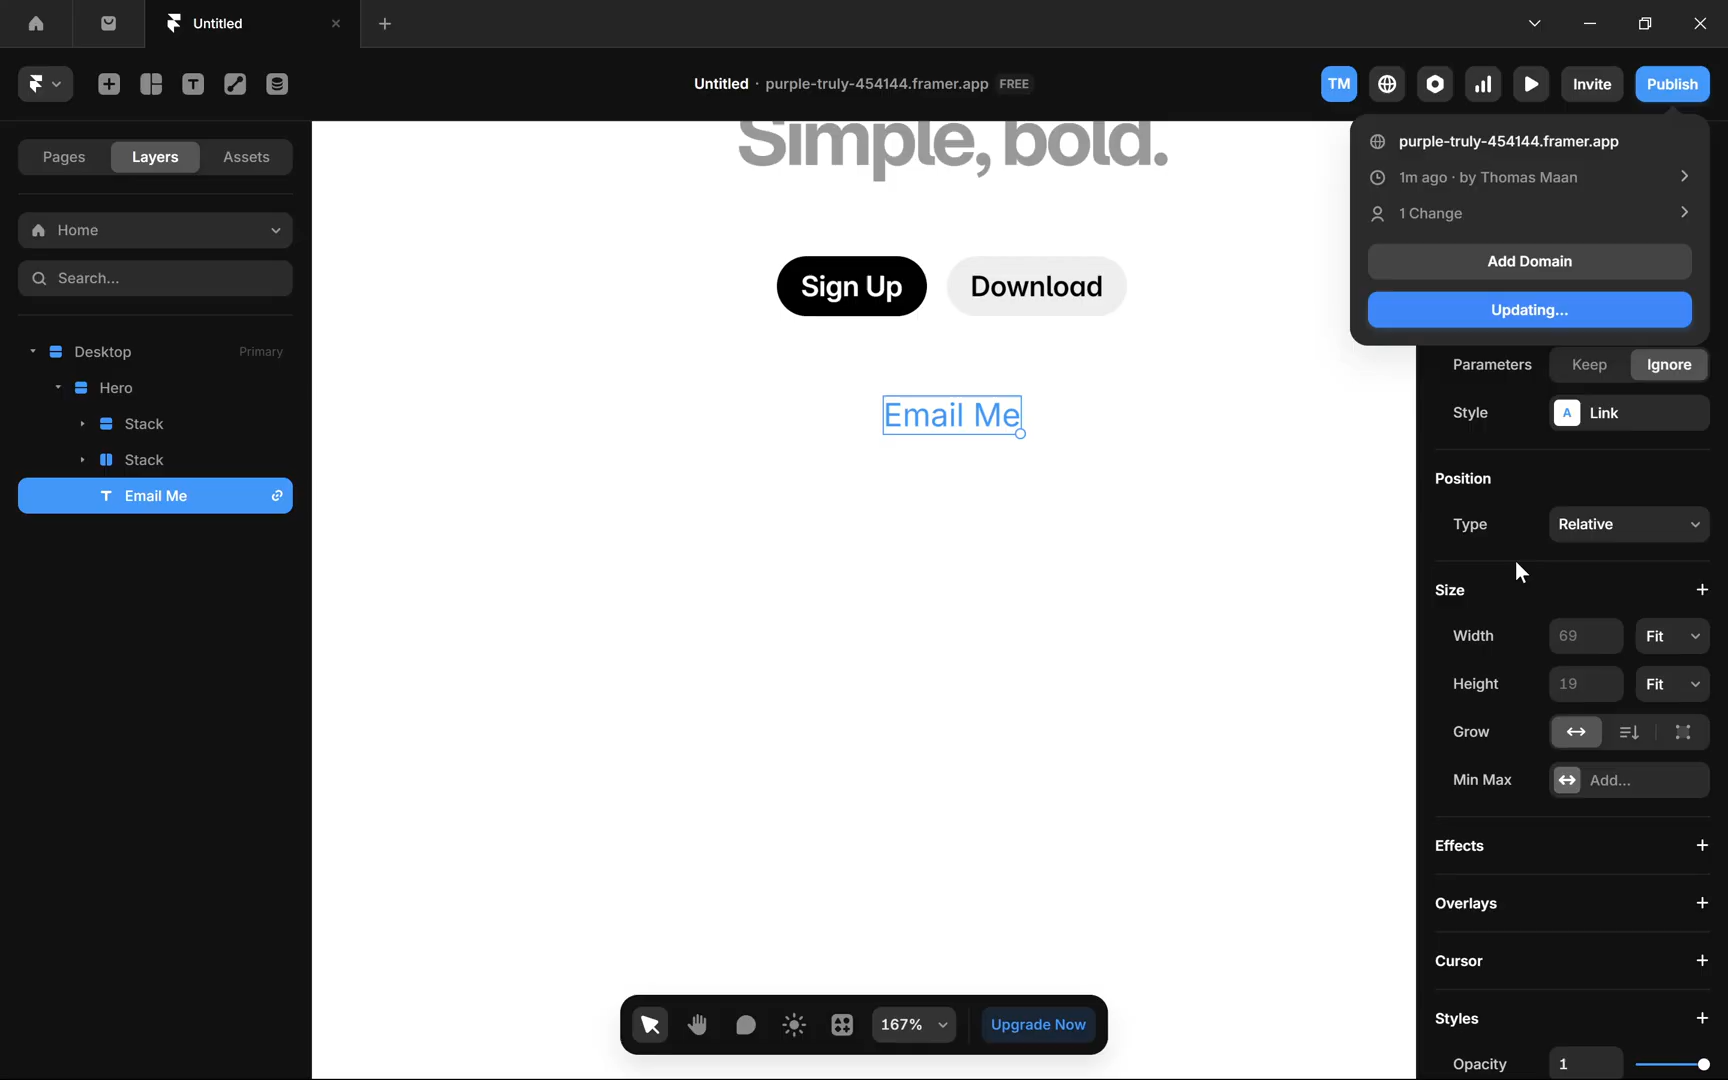 Untitled
Untitled · purple-truly-454144.framer.app FREE
TM
Invite
Publish
Pages
Layers
Assets
Home
Search...
Desktop
Primary
Hero
Stack
Stack
T Email Me
Simple, bold.
Sign Up
Download
Email Me
purple-truly-454144.framer.app
1m ago · by Thomas Maan
1 Change
Add Domain
Updating...
Parameters
Keep
Ignore
Style
A
Link
Position
Type
Relative
Size
Width
69
Fit
Height
19
Fit
Grow
Min Max
Add...
Effects
Overlays
Cursor
Styles
Opacity
1
167%
Upgrade Now